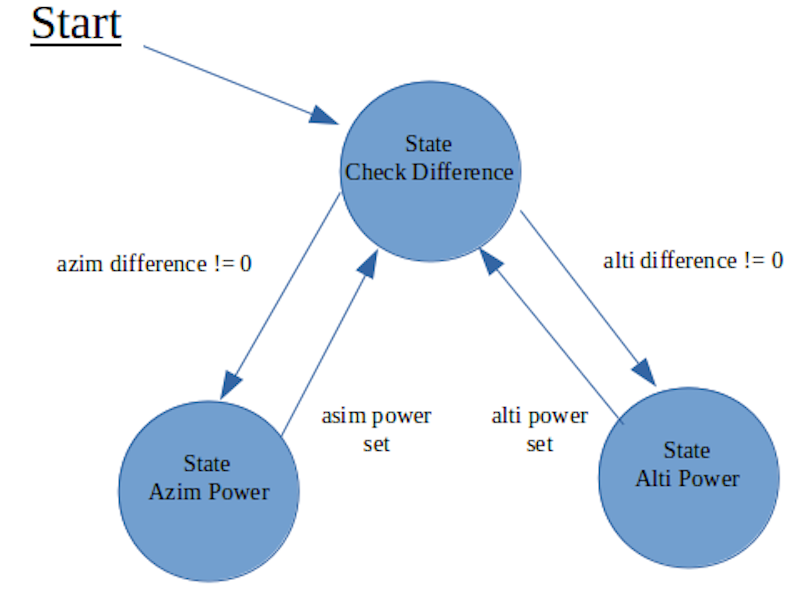 Start
State
Check Difference
azim difference != 0
alti difference != 0
asim power
set
alti power
set
State
Azim Power
State
Alti Power